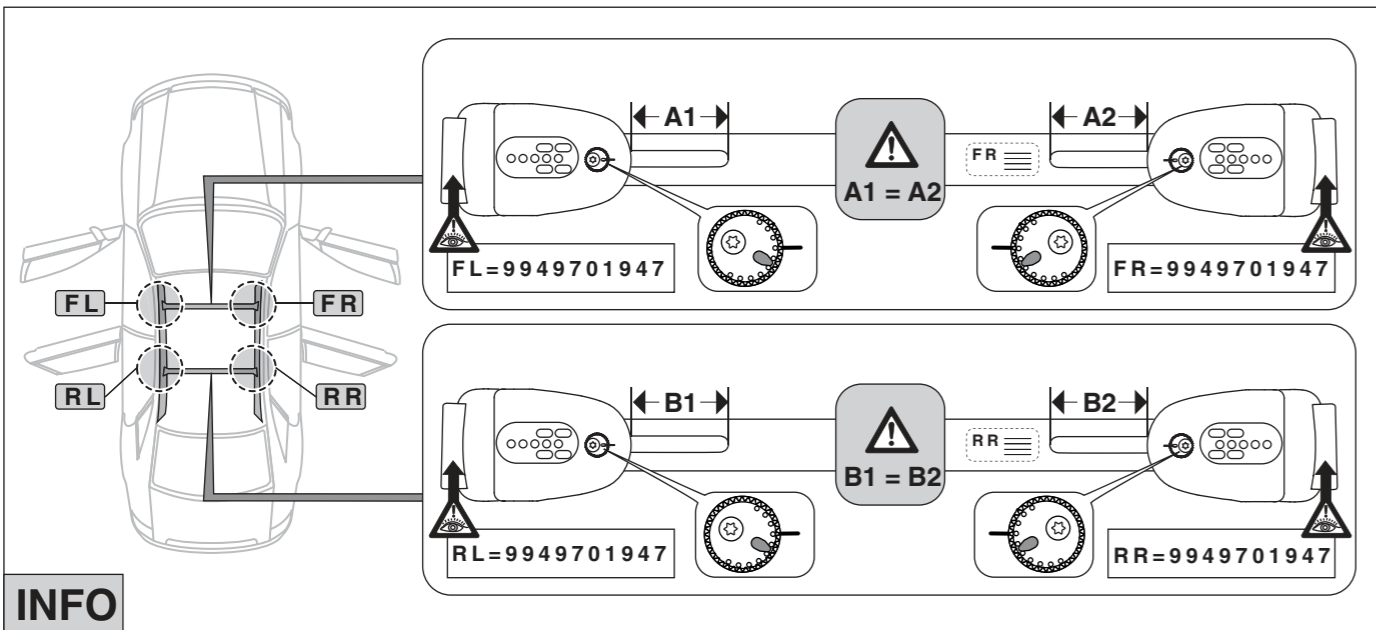 A1
A2
FR
A1 = A2
FL=9949701947
FR=9949701947
FL
FR
RL
RR
B1
B2
RR
B1 = B2
RL=9949701947
RR=9949701947
INFO